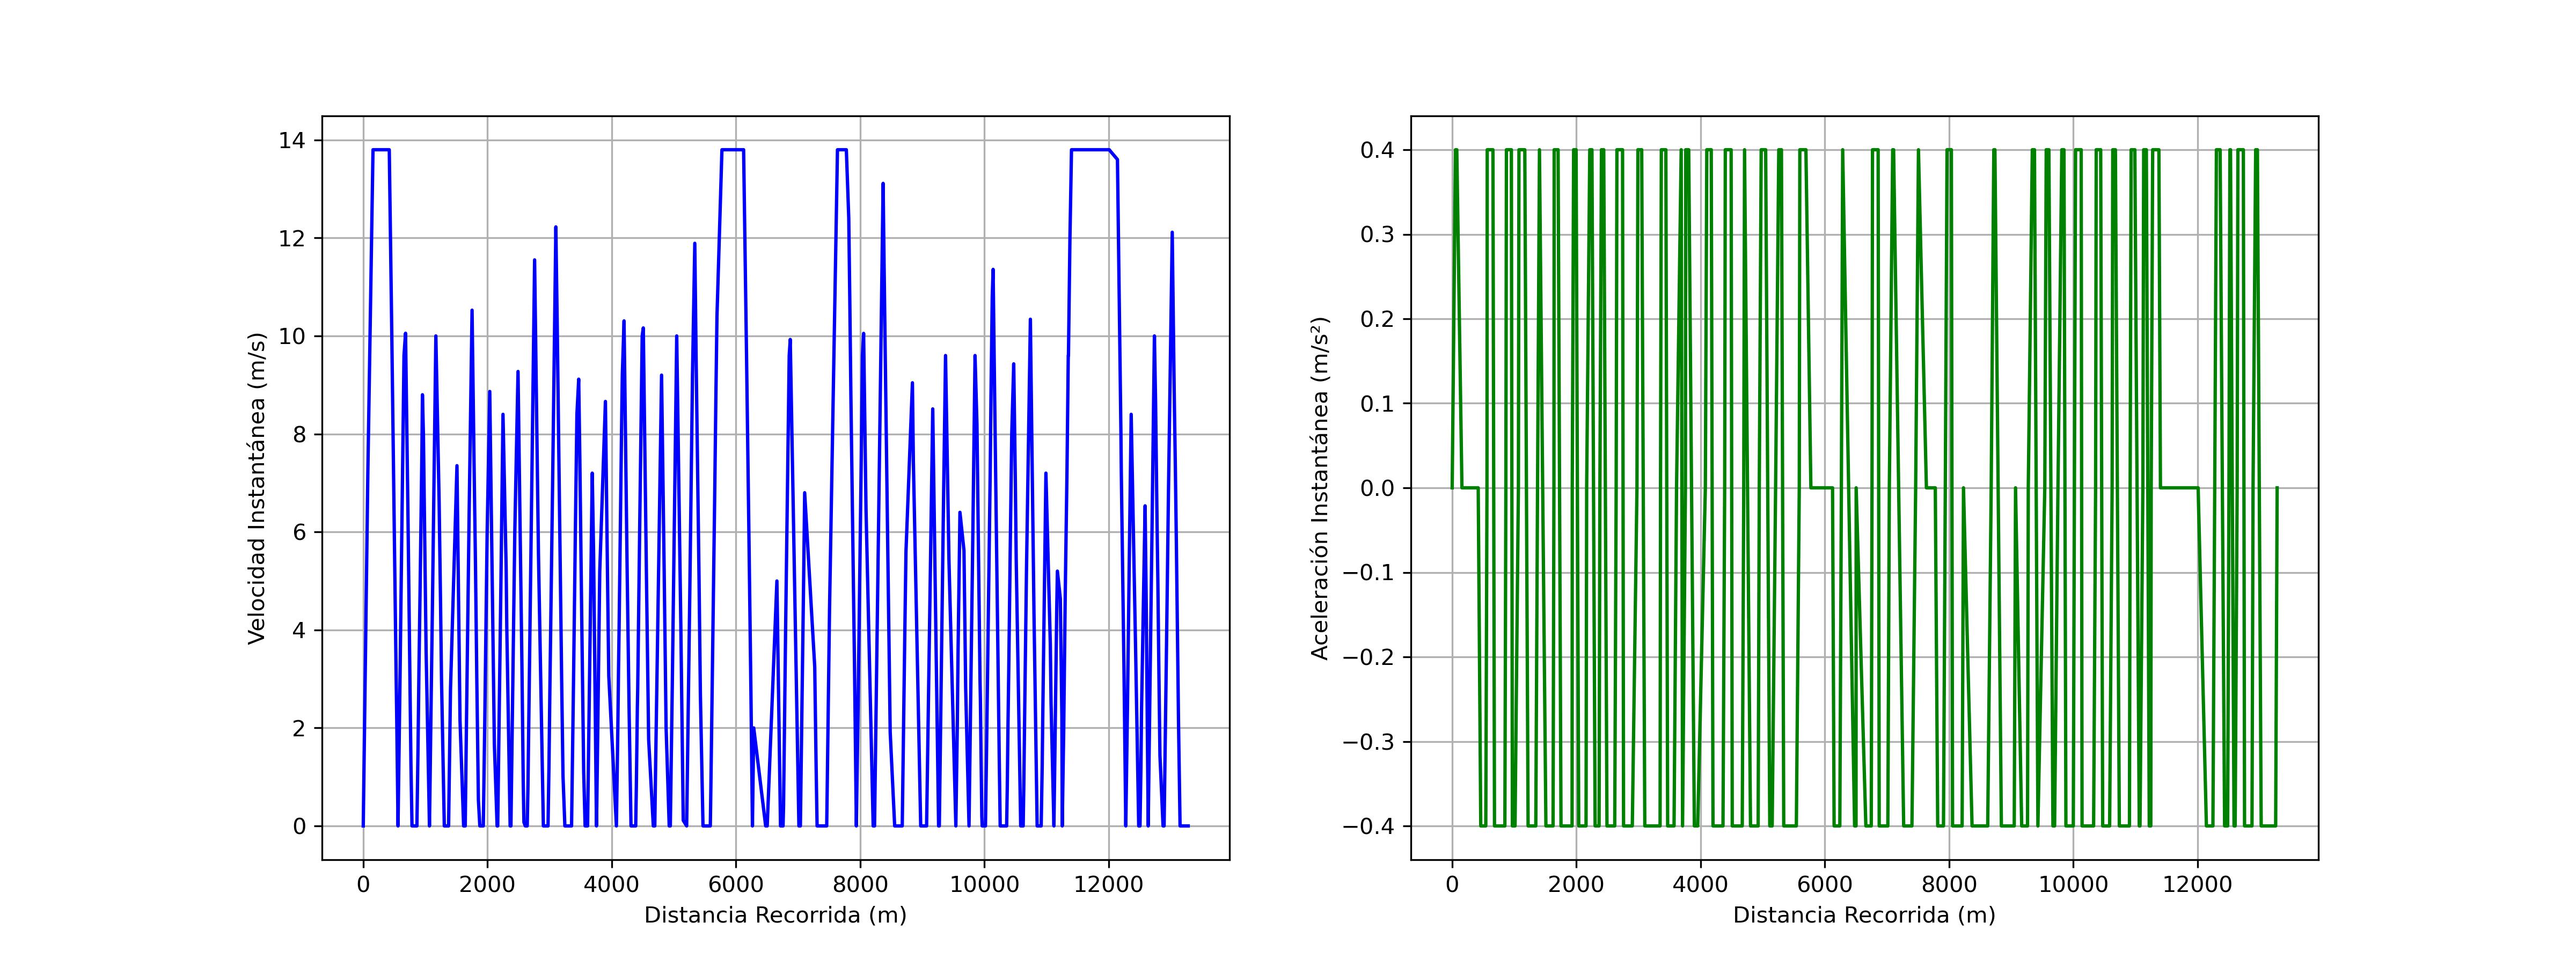 14
12
10
8
6
4
2
0
Velocidad Instantánea (m/s)
0 2000 4000 6000 8000 10000 12000
Distancia Recorrida (m)
0.4
0.3
0.2
0.1
0.0
−0.1
−0.2
−0.3
−0.4
Aceleración Instantánea (m/s²)
0 2000 4000 6000 8000 10000 12000
Distancia Recorrida (m)